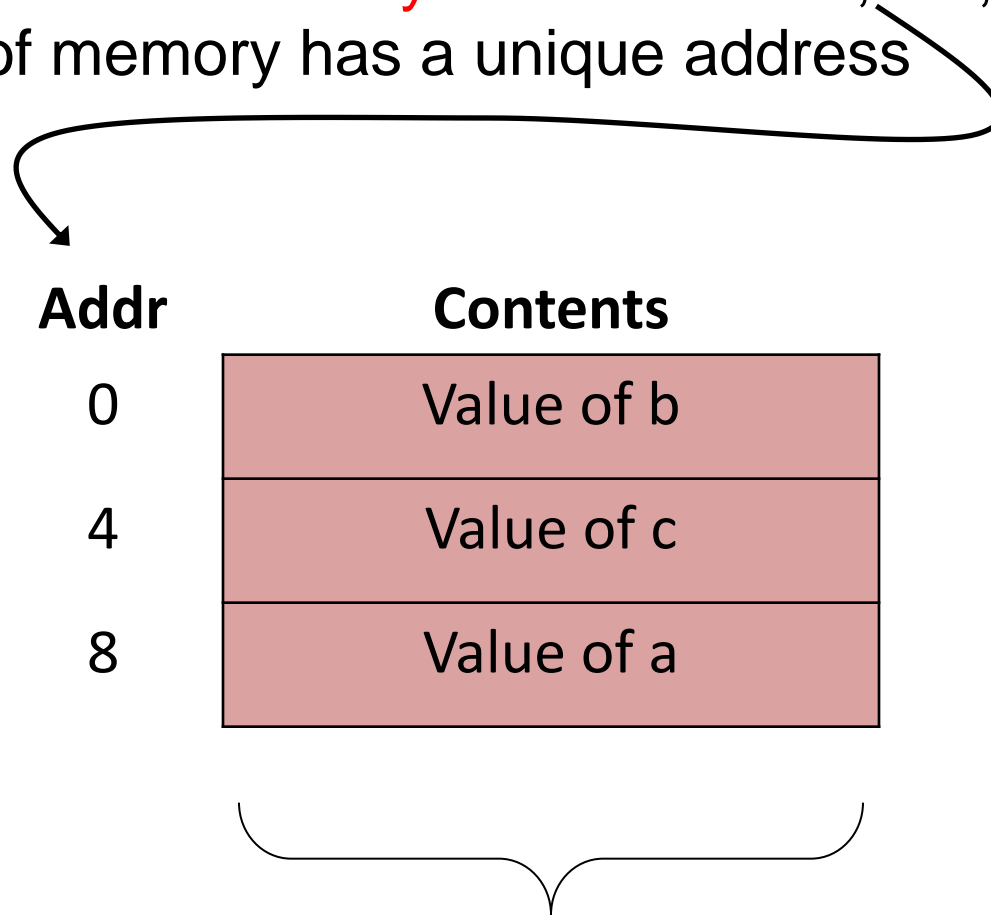 of memory has a unique address
Addr Contents
0 Value of b
4 Value of c
8 Value of a